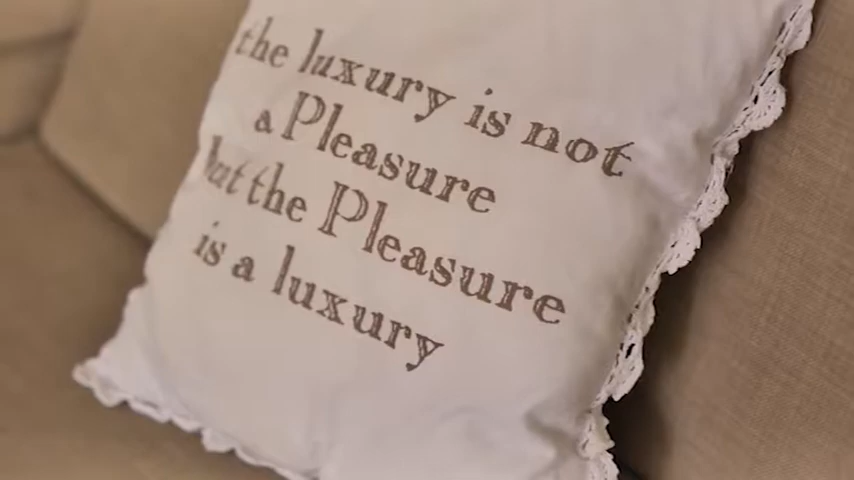 the luxury is not
a Pleasure
but the Pleasure
is a luxury